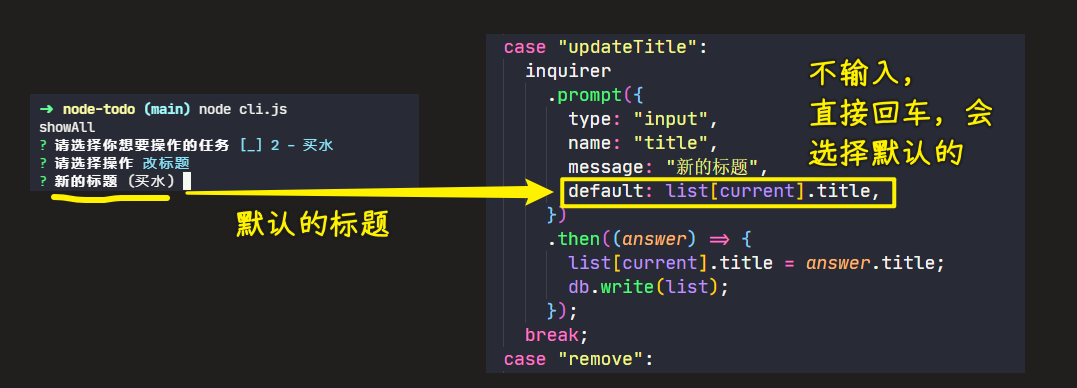 ➜ node-todo (main) node cli.js
showAll
? 请选择你想要操作的任务 [_] 2 - 买水
? 请选择操作 改标题
? 新的标题 (买水)
默认的标题
case "updateTitle":
inquirer
.prompt({
type: "input",
name: "title",
message: "新的标题",
default: list[current].title,
})
.then((answer) => {
list[current].title = answer.title;
db.write(list);
});
break;
case "remove":
不输入，
直接回车，会
选择默认的